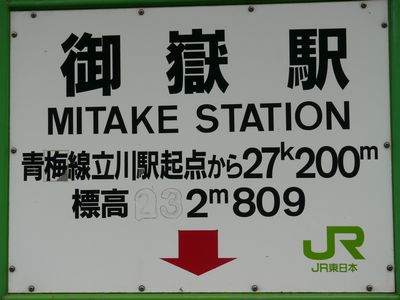 御嶽駅
MITAKE STATION
青梅線立川駅起点から27k200m
標高232m809
JR
JR東日本